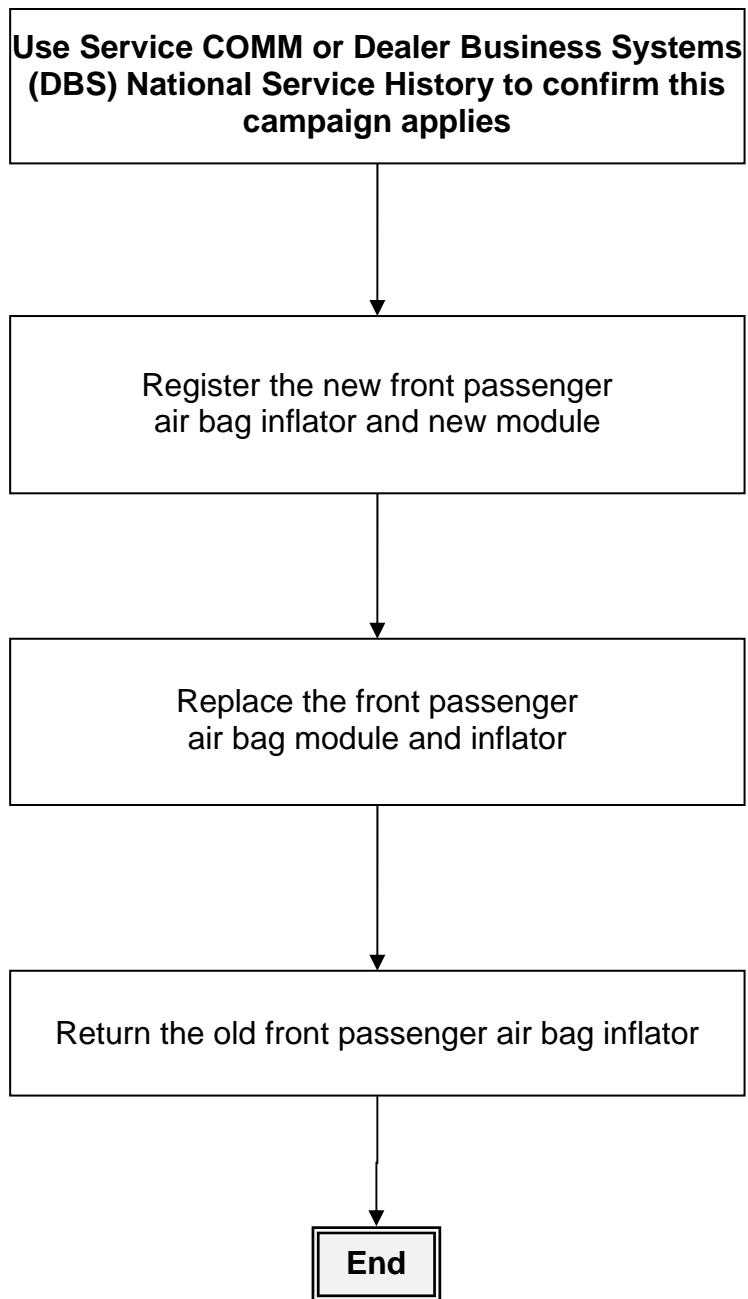 Use Service COMM or Dealer Business Systems
(DBS) National Service History to confirm this
campaign applies
Register the new front passenger
air bag inflator and new module
Replace the front passenger
air bag module and inflator
Return the old front passenger air bag inflator
End